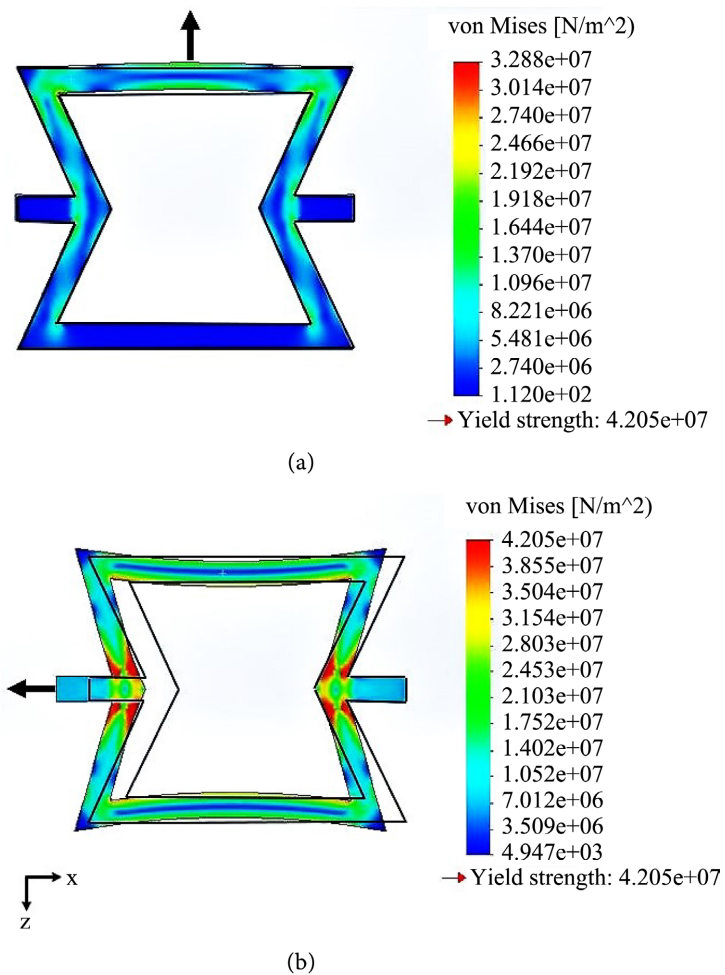 von Mises [N/m^2)
3.288e+07
3.014e+07
2.740e+07
2.466e+07
2.192e+07
1.918e+07
1.644e+07
1.370e+07
1.096e+07
8.221e+06
5.481e+06
2.740e+06
1.120e+02
Yield strength: 4.205e+07
(a)
von Mises [N/m^2)
4.205e+07
3.855e+07
3.504e+07
3.154e+07
2.803e+07
2.453e+07
2.103e+07
1.752e+07
1.402e+07
1.052e+07
7.012e+06
3.509e+06
4.947e+03
Yield strength: 4.205e+07
x
z
(b)